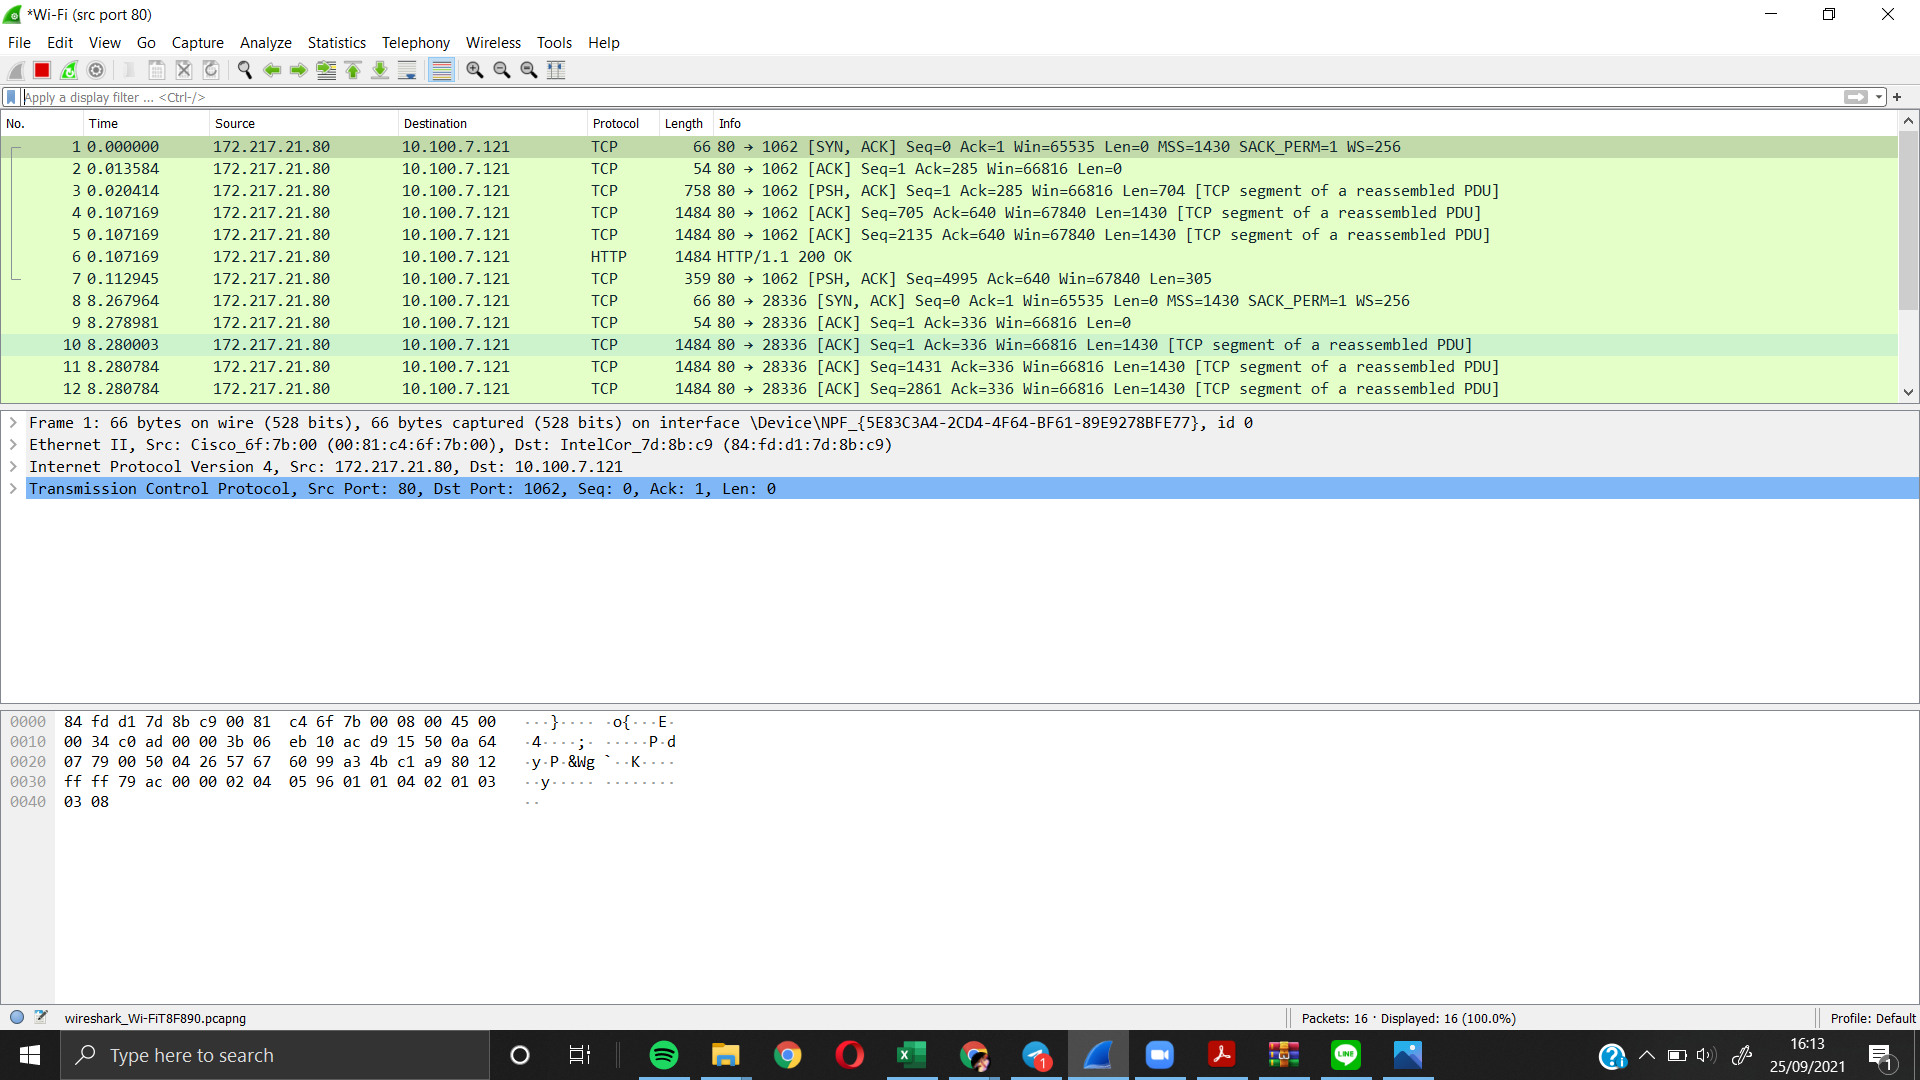 *Wi-Fi (src port 80)
File Edit View Go Capture Analyze Statistics Telephony Wireless Tools Help
Apply a display filter ... <Ctrl-/>
No. Time Source Destination Protocol Length Info
1 0.000000 172.217.21.80 10.100.7.121 TCP 66 80 → 1062 [SYN, ACK] Seq=0 Ack=1 Win=65535 Len=0 MSS=1430 SACK_PERM=1 WS=256
2 0.013584 172.217.21.80 10.100.7.121 TCP 54 80 → 1062 [ACK] Seq=1 Ack=285 Win=66816 Len=0
3 0.020414 172.217.21.80 10.100.7.121 TCP 758 80 → 1062 [PSH, ACK] Seq=1 Ack=285 Win=66816 Len=704 [TCP segment of a reassembled PDU]
4 0.107169 172.217.21.80 10.100.7.121 TCP 1484 80 → 1062 [ACK] Seq=705 Ack=640 Win=67840 Len=1430 [TCP segment of a reassembled PDU]
5 0.107169 172.217.21.80 10.100.7.121 TCP 1484 80 → 1062 [ACK] Seq=2135 Ack=640 Win=67840 Len=1430 [TCP segment of a reassembled PDU]
6 0.107169 172.217.21.80 10.100.7.121 HTTP 1484 HTTP/1.1 200 OK
7 0.112945 172.217.21.80 10.100.7.121 TCP 359 80 → 1062 [PSH, ACK] Seq=4995 Ack=640 Win=67840 Len=305
8 8.267964 172.217.21.80 10.100.7.121 TCP 66 80 → 28336 [SYN, ACK] Seq=0 Ack=1 Win=65535 Len=0 MSS=1430 SACK_PERM=1 WS=256
9 8.278981 172.217.21.80 10.100.7.121 TCP 54 80 → 28336 [ACK] Seq=1 Ack=336 Win=66816 Len=0
10 8.280003 172.217.21.80 10.100.7.121 TCP 1484 80 → 28336 [ACK] Seq=1 Ack=336 Win=66816 Len=1430 [TCP segment of a reassembled PDU]
11 8.280784 172.217.21.80 10.100.7.121 TCP 1484 80 → 28336 [ACK] Seq=1431 Ack=336 Win=66816 Len=1430 [TCP segment of a reassembled PDU]
12 8.280784 172.217.21.80 10.100.7.121 TCP 1484 80 → 28336 [ACK] Seq=2861 Ack=336 Win=66816 Len=1430 [TCP segment of a reassembled PDU]
Frame 1: 66 bytes on wire (528 bits), 66 bytes captured (528 bits) on interface \Device\NPF_{5E83C3A4-2CD4-4F64-BF61-89E9278BFE77}, id 0
Ethernet II, Src: Cisco_6f:7b:00 (00:81:c4:6f:7b:00), Dst: IntelCor_7d:8b:c9 (84:fd:d1:7d:8b:c9)
Internet Protocol Version 4, Src: 172.217.21.80, Dst: 10.100.7.121
Transmission Control Protocol, Src Port: 80, Dst Port: 1062, Seq: 0, Ack: 1, Len: 0
0000 84 fd d1 7d 8b c9 00 81 c4 6f 7b 00 08 00 45 00 ···}···· ·o{···E·
0010 00 34 c0 ad 00 00 3b 06 eb 10 ac d9 15 50 0a 64 ·4····;· ·····P·d
0020 07 79 00 50 04 26 57 67 60 99 a3 4b c1 a9 80 12 ·y·P·&Wg `··K····
0030 ff ff 79 ac 00 00 02 04 05 96 01 01 04 02 01 03 ··y····· ········
0040 03 08 ··
wireshark_Wi-FiT8F890.pcapng
Packets: 16 · Displayed: 16 (100.0%)
Profile: Default
Type here to search
1
LINE
16:13
25/09/2021
1